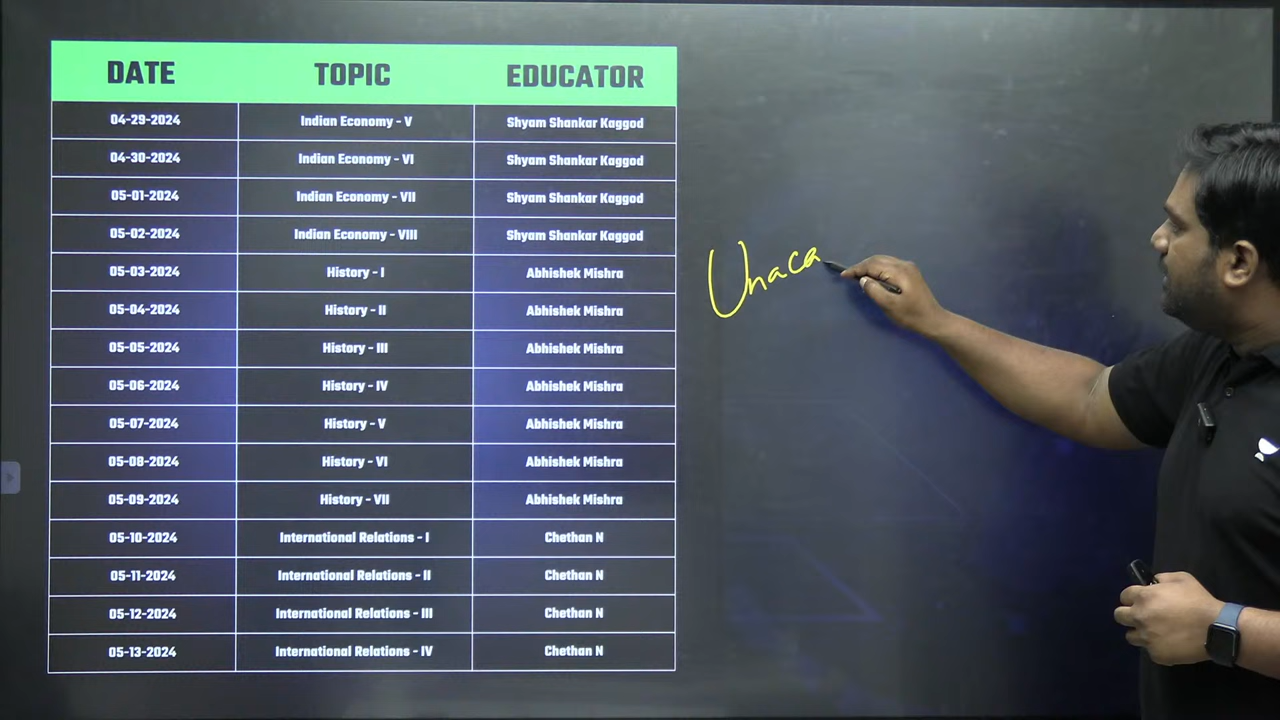 DATE TOPIC EDUCATOR
04-29-2024 Indian Economy - V Shyam Shankar Kaggod
04-30-2024 Indian Economy - VI Shyam Shankar Kaggod
05-01-2024 Indian Economy - VII Shyam Shankar Kaggod
05-02-2024 Indian Economy - VIII Shyam Shankar Kaggod
05-03-2024 History - I Abhishek Mishra
05-04-2024 History - II Abhishek Mishra
05-05-2024 History - III Abhishek Mishra
05-06-2024 History - IV Abhishek Mishra
05-07-2024 History - V Abhishek Mishra
05-08-2024 History - VI Abhishek Mishra
05-09-2024 History - VII Abhishek Mishra
05-10-2024 International Relations - I Chethan N
05-11-2024 International Relations - II Chethan N
05-12-2024 International Relations - III Chethan N
05-13-2024 International Relations - IV Chethan N
Unaca